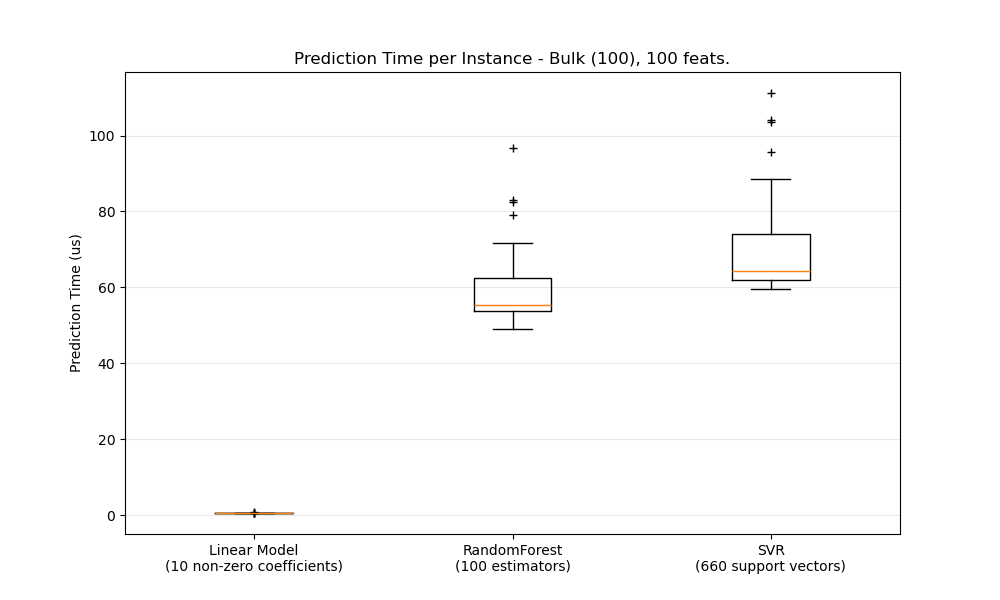 Prediction Time per Instance - Bulk (100), 100 feats.
Prediction Time (us)
100
80
60
40
20
0
Linear Model
(10 non-zero coefficients)
RandomForest
(100 estimators)
SVR
(660 support vectors)